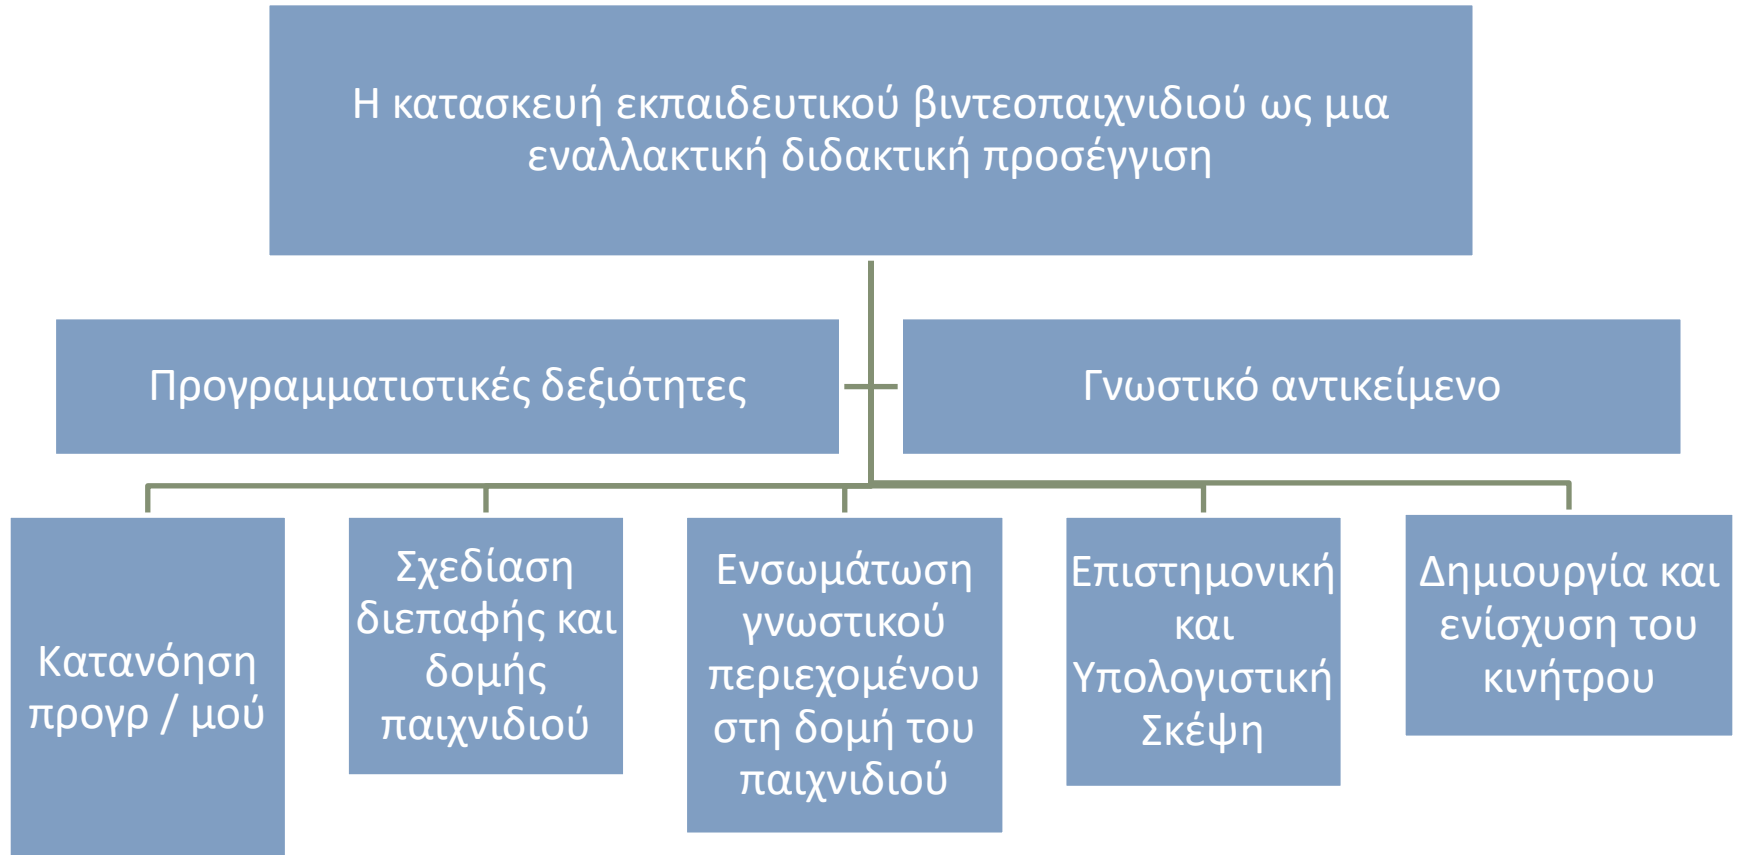 Η κατασκευή εκπαιδευτικού βιντεοπαιχνιδιού ως μια
εναλλακτική διδακτική προσέγγιση
Προγραμματιστικές δεξιότητες
Γνωστικό αντικείμενο
Κατανόηση
προγρ / μού
Σχεδίαση
διεπαφής και
δομής
παιχνιδιού
Ενσωμάτωση
γνωστικού
περιεχομένου
στη δομή του
παιχνιδιού
Επιστημονική
και
Υπολογιστική
Σκέψη
Δημιουργία και
ενίσχυση του
κινήτρου